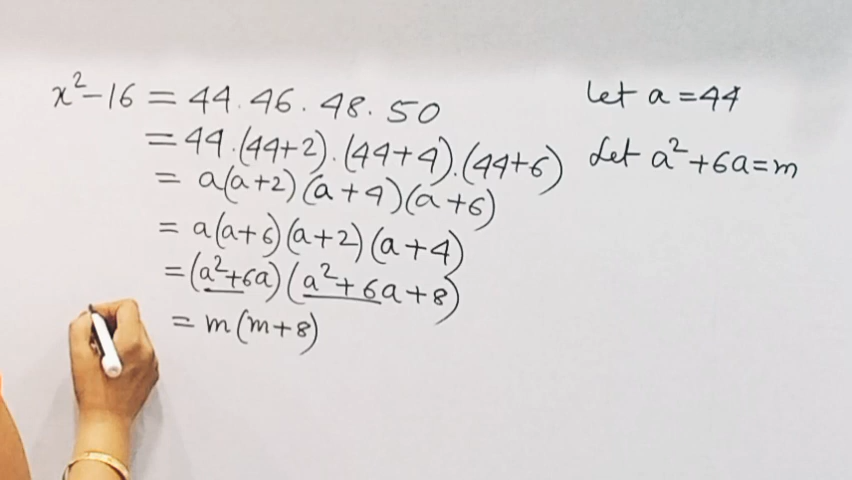 x²-16 = 44.46.48.50
= 44.(44+2).(44+4).(44+6)
= a(a+2)(a+4)(a+6)
= a(a+6)(a+2)(a+4)
= (a²+6a)(a²+6a+8)
= m(m+8)
let a = 44
Let a²+6a=m